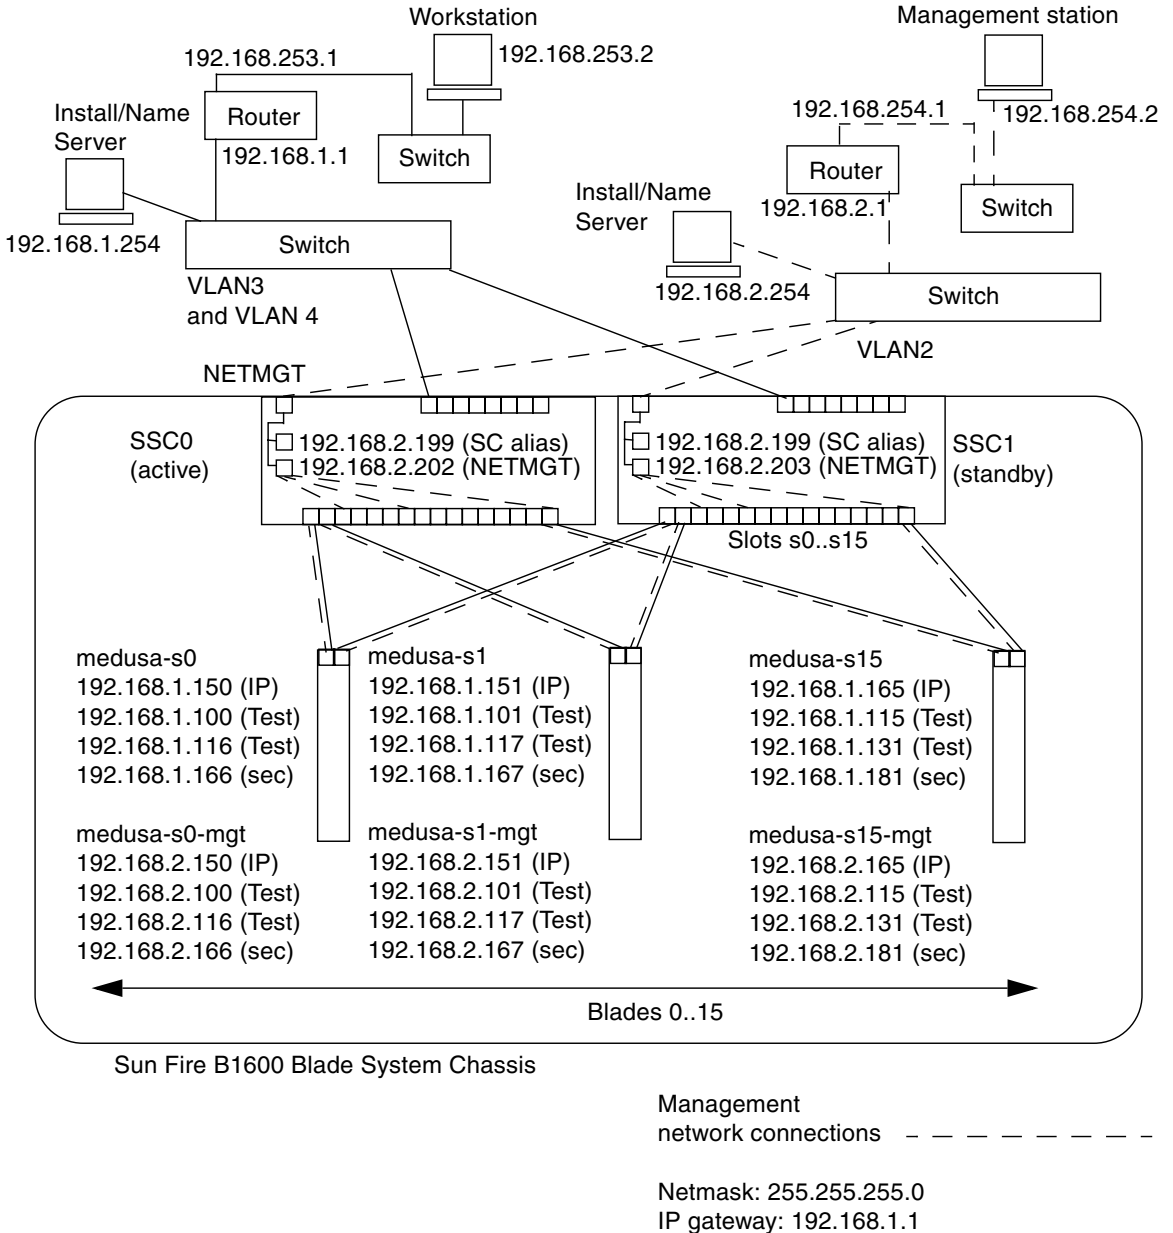 Workstation
192.168.253.1
192.168.253.2
Install/Name
Server
Router
192.168.1.1
Switch
192.168.1.254
Switch
VLAN3
and VLAN 4
Management station
192.168.254.1
192.168.254.2
Router
Install/Name
Server
192.168.2.1
Switch
192.168.2.254
Switch
VLAN2
NETMGT
SSC0
(active)
192.168.2.199 (SC alias)
192.168.2.202 (NETMGT)
192.168.2.199 (SC alias)
192.168.2.203 (NETMGT)
SSC1
(standby)
Slots s0..s15
medusa-s0
192.168.1.150 (IP)
192.168.1.100 (Test)
192.168.1.116 (Test)
192.168.1.166 (sec)
medusa-s0-mgt
192.168.2.150 (IP)
192.168.2.100 (Test)
192.168.2.116 (Test)
192.168.2.166 (sec)
medusa-s1
192.168.1.151 (IP)
192.168.1.101 (Test)
192.168.1.117 (Test)
192.168.1.167 (sec)
medusa-s1-mgt
192.168.2.151 (IP)
192.168.2.101 (Test)
192.168.2.117 (Test)
192.168.2.167 (sec)
medusa-s15
192.168.1.165 (IP)
192.168.1.115 (Test)
192.168.1.131 (Test)
192.168.1.181 (sec)
medusa-s15-mgt
192.168.2.165 (IP)
192.168.2.115 (Test)
192.168.2.131 (Test)
192.168.2.181 (sec)
Blades 0..15
Sun Fire B1600 Blade System Chassis
Management
network connections
Netmask: 255.255.255.0
IP gateway: 192.168.1.1